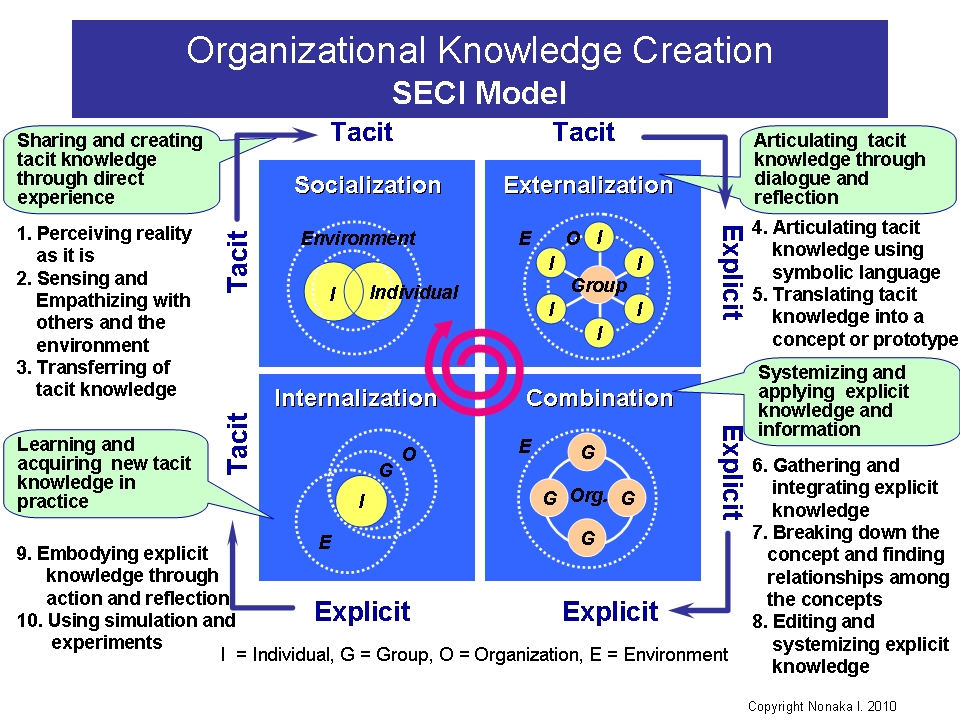 Organizational Knowledge Creation
SECI Model
Tacit
Tacit
Sharing and creating
tacit knowledge
through direct
experience
Articulating tacit
knowledge through
dialogue and
reflection
Socialization
Externalization
1. Perceiving reality
as it is
2. Sensing and
Empathizing with
others and the
environment
3. Transferring of
tacit knowledge
Tacit
Environment
I
Individual
E
O
I
I
I
Group
I
I
I
Explicit
4. Articulating tacit
knowledge using
symbolic language
5. Translating tacit
knowledge into a
concept or prototype
Internalization
Combination
Systemizing and
applying explicit
knowledge and
information
Learning and
acquiring new tacit
knowledge in
practice
Tacit
O
G
I
E
E
G
G
Org.
G
G
Explicit
6. Gathering and
integrating explicit
knowledge
7. Breaking down the
concept and finding
relationships among
the concepts
8. Editing and
systemizing explicit
knowledge
9. Embodying explicit
knowledge through
action and reflection
10. Using simulation and
experiments
Explicit
Explicit
I = Individual, G = Group, O = Organization, E = Environment
Copyright Nonaka I. 2010